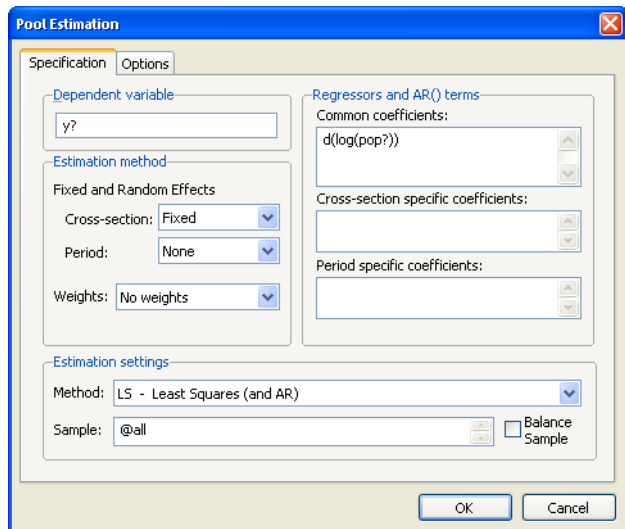 Pool Estimation
Specification
Options
Dependent variable
y?
Estimation method
Fixed and Random Effects
Cross-section: Fixed
Period: None
Weights: No weights
Regressors and AR() terms
Common coefficients:
d(log(pop?))
Cross-section specific coefficients:
Period specific coefficients:
Estimation settings
Method: LS - Least Squares (and AR)
Sample: @all
Balance
Sample
OK
Cancel